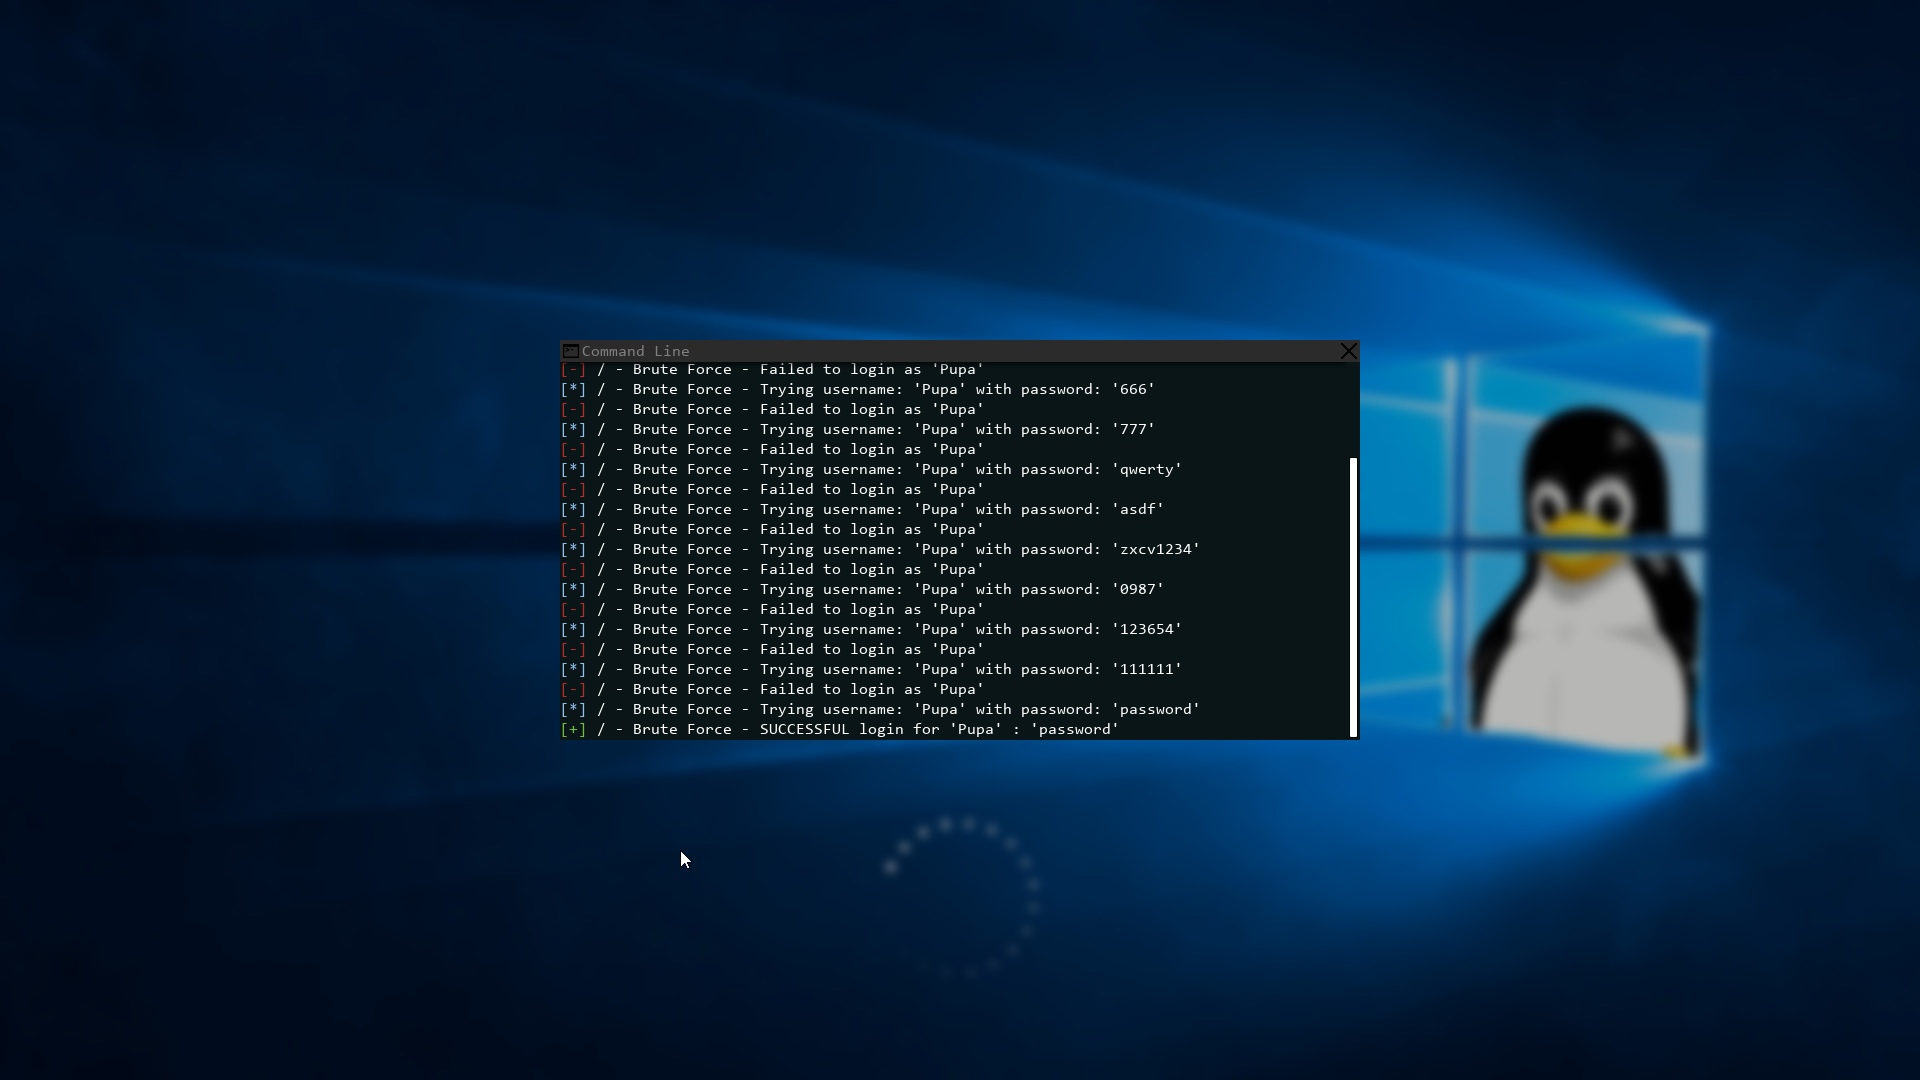 Command Line
[-] / - Brute Force - Failed to login as 'Pupa'
[*] / - Brute Force - Trying username: 'Pupa' with password: '666'
[-] / - Brute Force - Failed to login as 'Pupa'
[*] / - Brute Force - Trying username: 'Pupa' with password: '777'
[-] / - Brute Force - Failed to login as 'Pupa'
[*] / - Brute Force - Trying username: 'Pupa' with password: 'qwerty'
[-] / - Brute Force - Failed to login as 'Pupa'
[*] / - Brute Force - Trying username: 'Pupa' with password: 'asdf'
[-] / - Brute Force - Failed to login as 'Pupa'
[*] / - Brute Force - Trying username: 'Pupa' with password: 'zxcv1234'
[-] / - Brute Force - Failed to login as 'Pupa'
[*] / - Brute Force - Trying username: 'Pupa' with password: '0987'
[-] / - Brute Force - Failed to login as 'Pupa'
[*] / - Brute Force - Trying username: 'Pupa' with password: '123654'
[-] / - Brute Force - Failed to login as 'Pupa'
[*] / - Brute Force - Trying username: 'Pupa' with password: '111111'
[-] / - Brute Force - Failed to login as 'Pupa'
[*] / - Brute Force - Trying username: 'Pupa' with password: 'password'
[+] / - Brute Force - SUCCESSFUL login for 'Pupa' : 'password'